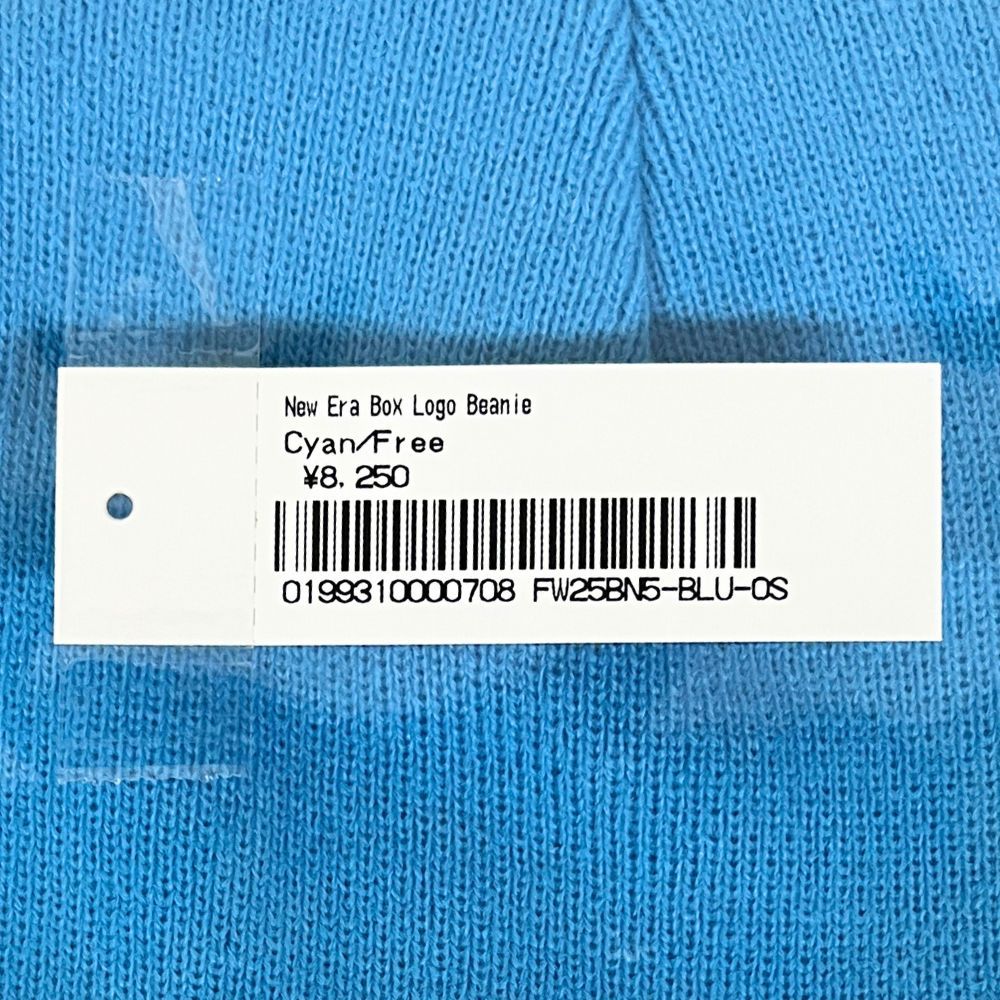 New Era Box Logo Beanie
Cyan/Free
¥8,250
0199310000708 FW25BN5-BLU-OS